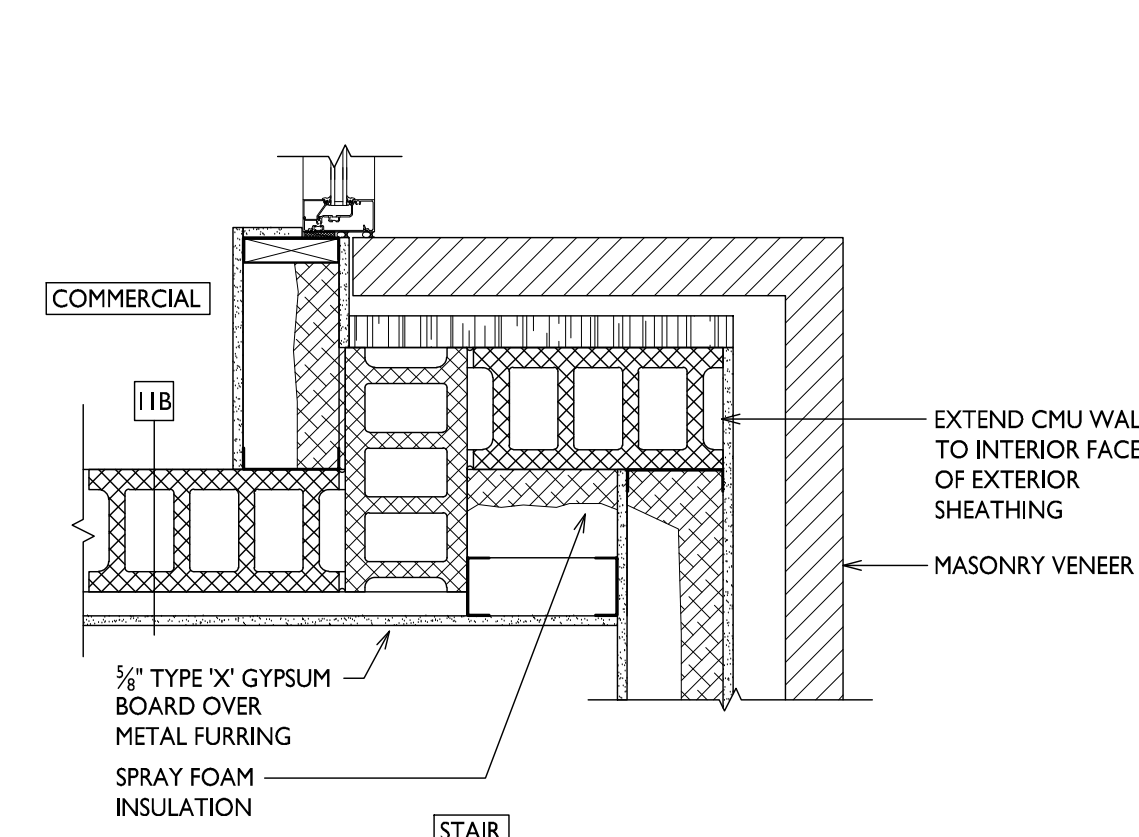 COMMERCIAL
11B
EXTEND CMU WAL
TO INTERIOR FACE
OF EXTERIOR
SHEATHING
MASONRY VENEER
⅝" TYPE 'X' GYPSUM
BOARD OVER
METAL FURRING
SPRAY FOAM
INSULATION
STAIR